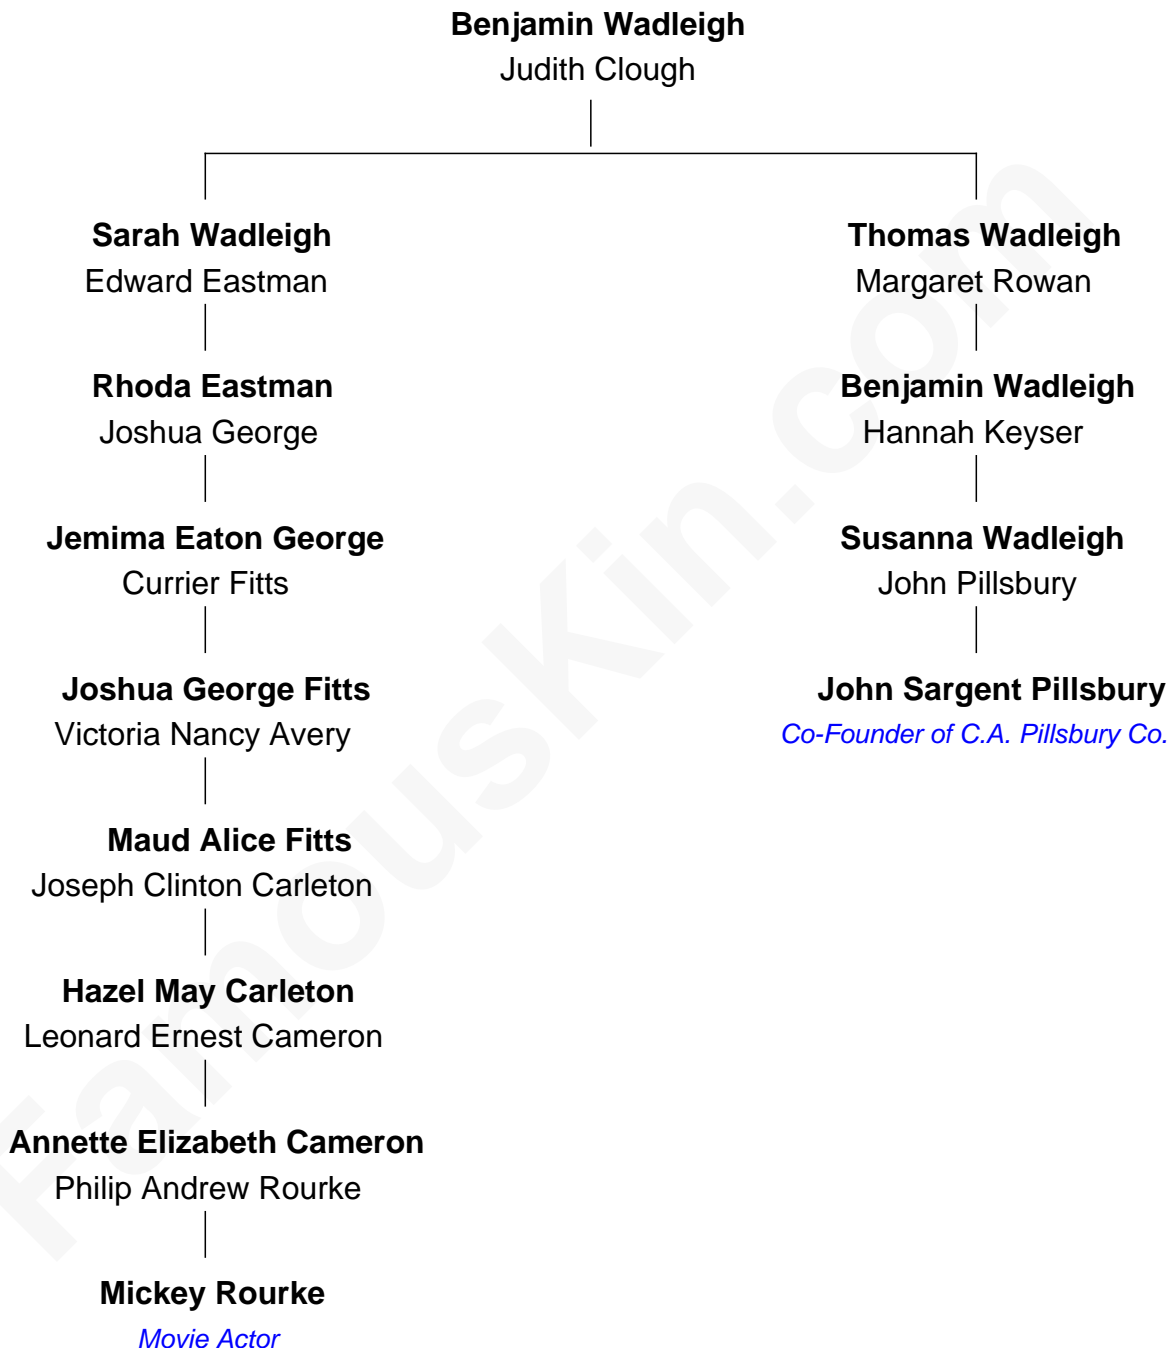 Benjamin Wadleigh
Judith Clough
Sarah Wadleigh
Edward Eastman
Thomas Wadleigh
Margaret Rowan
Rhoda Eastman
Joshua George
Benjamin Wadleigh
Hannah Keyser
Jemima Eaton George
Currier Fitts
Susanna Wadleigh
John Pillsbury
Joshua George Fitts
Victoria Nancy Avery
John Sargent Pillsbury
Co-Founder of C.A. Pillsbury Co.
Maud Alice Fitts
Joseph Clinton Carleton
Hazel May Carleton
Leonard Ernest Cameron
Annette Elizabeth Cameron
Philip Andrew Rourke
Mickey Rourke
Movie Actor
FamousKin.com